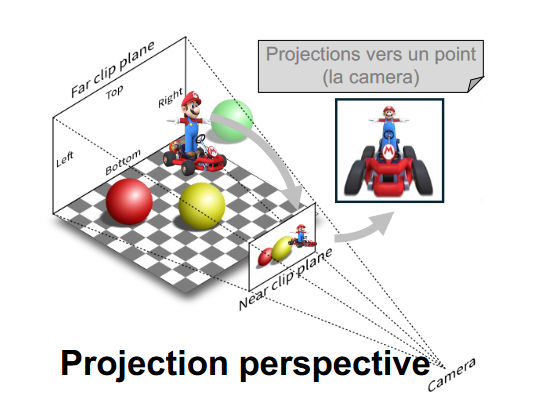 Far clip plane
Top
Right
Left
Bottom
Projections vers un point
(la camera)
Near clip plane
Projection perspective
Camera